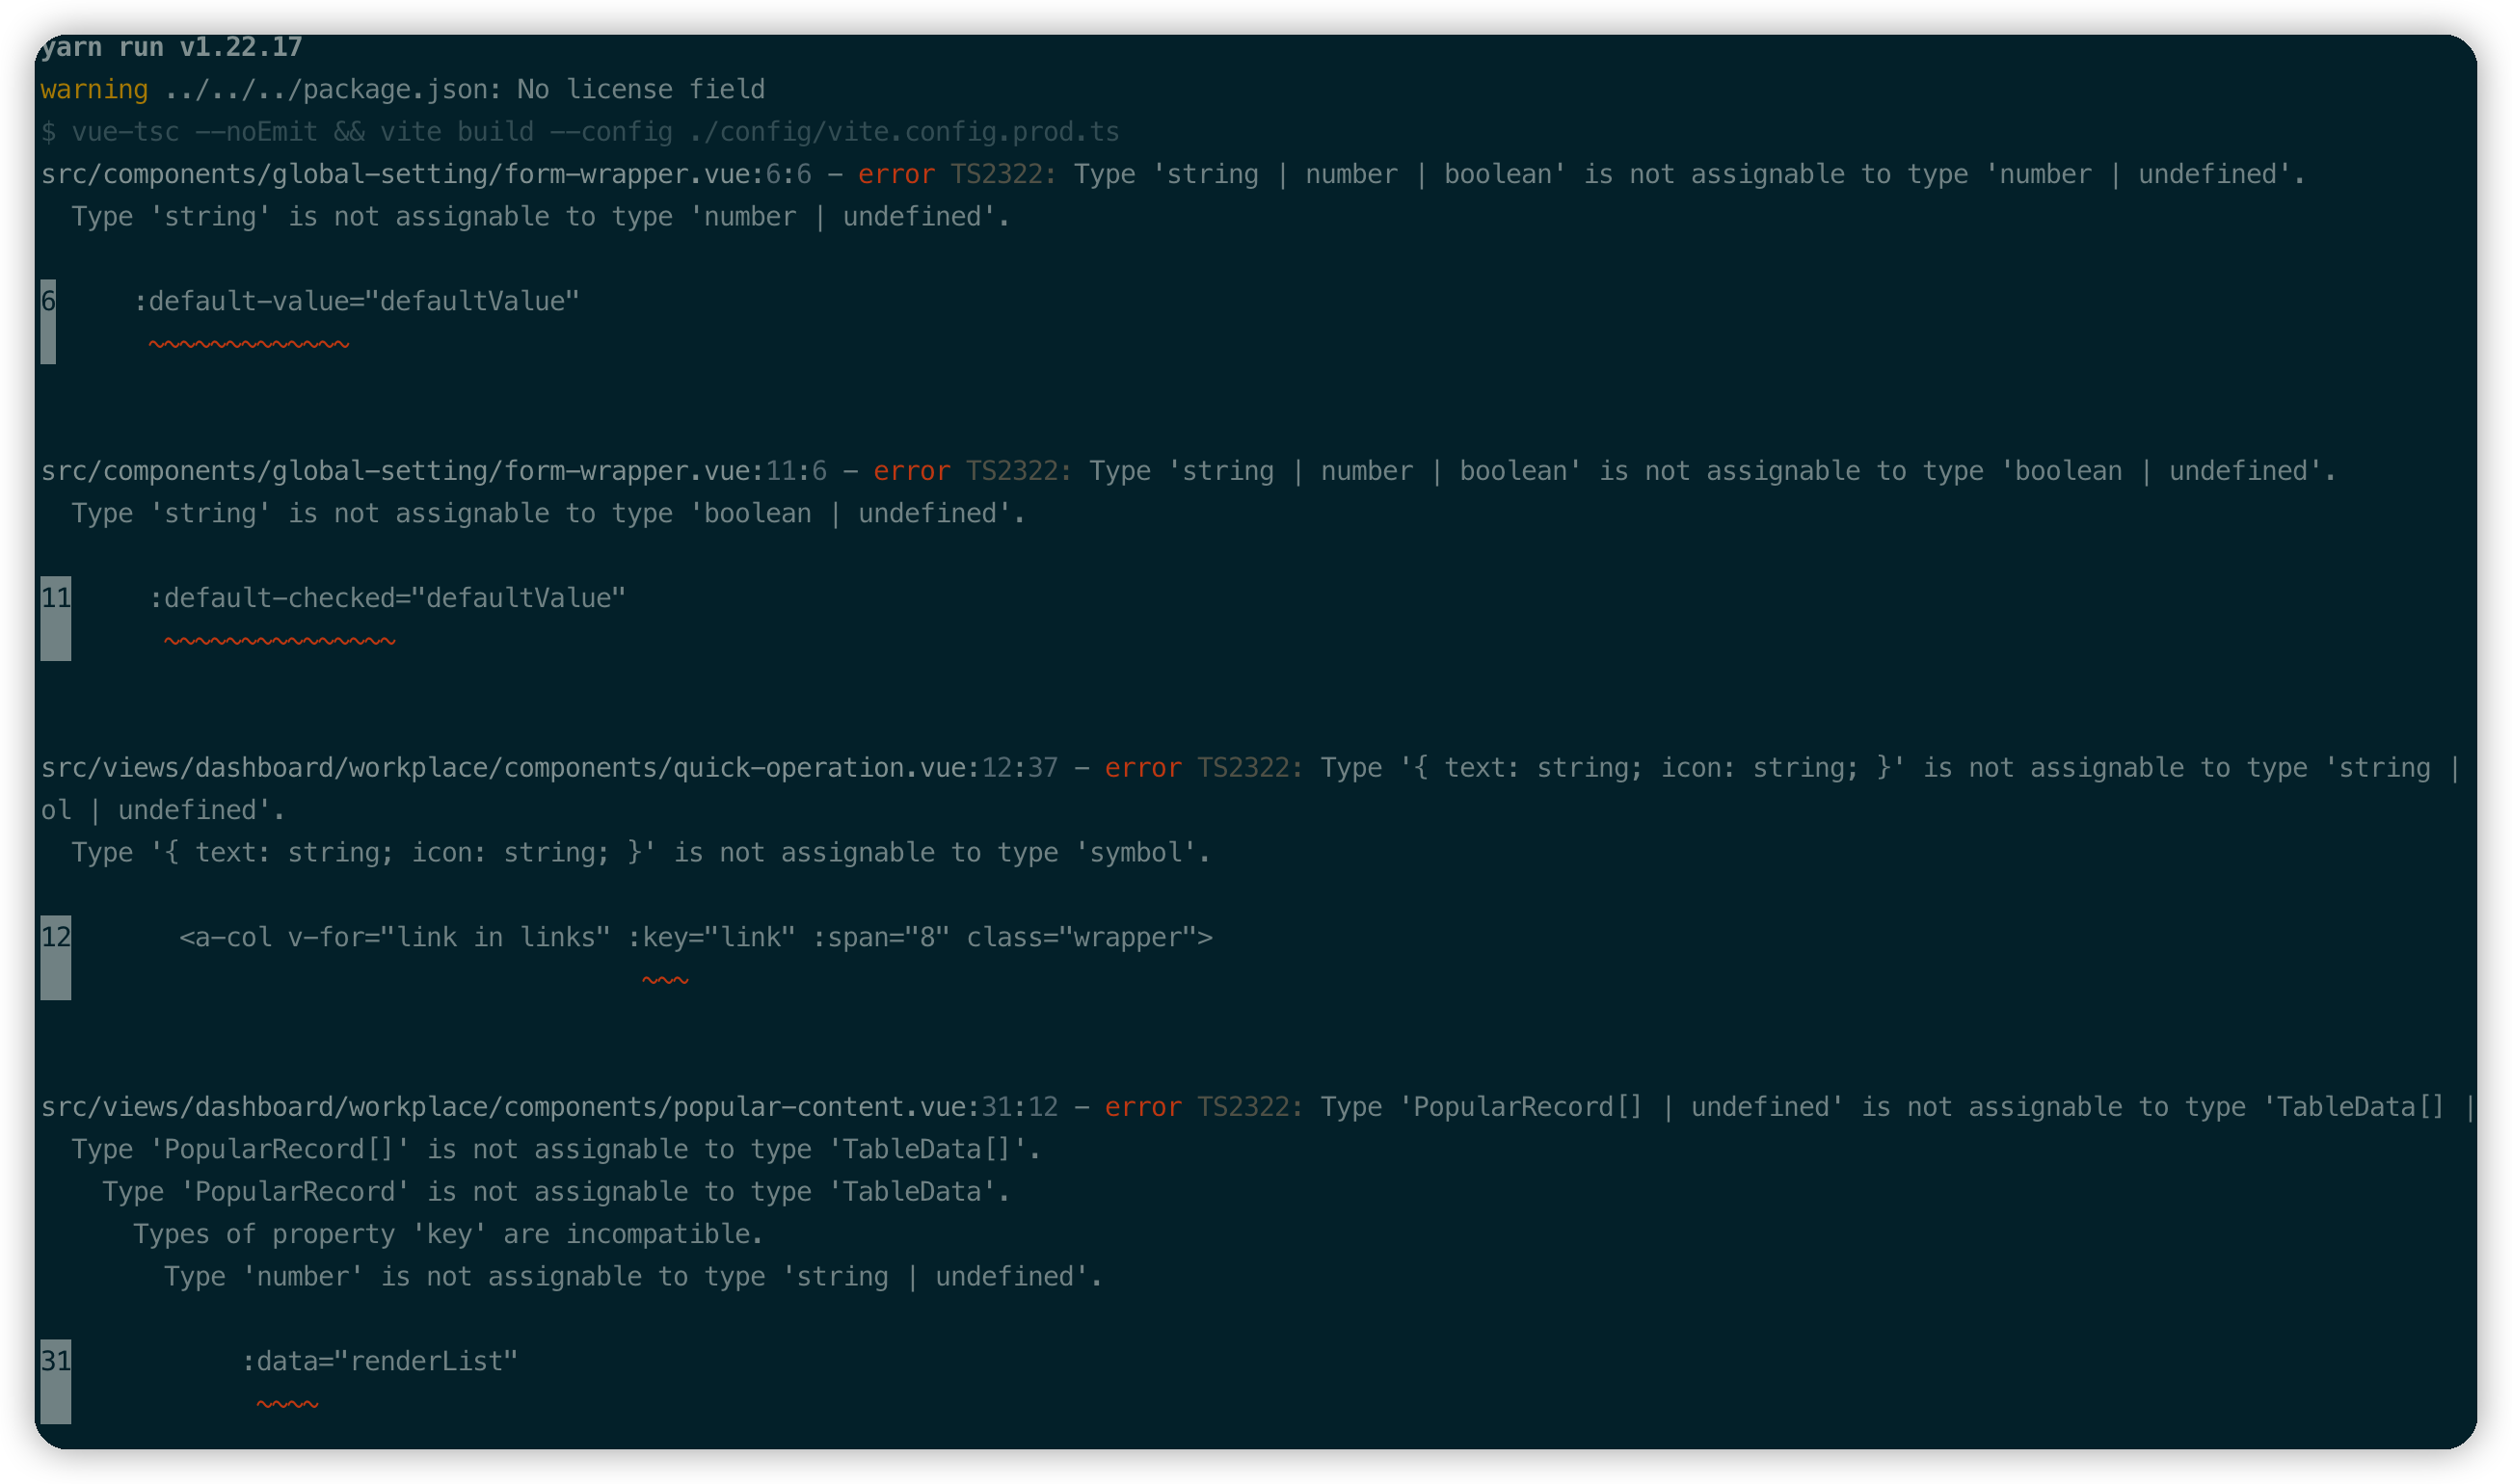 yarn run v1.22.17
warning ../../../package.json: No license field
$ vue-tsc --noEmit && vite build --config ./config/vite.config.prod.ts
src/components/global-setting/form-wrapper.vue:6:6 - error TS2322: Type 'string | number | boolean' is not assignable to type 'number | undefined'.
  Type 'string' is not assignable to type 'number | undefined'.
6     :default-value="defaultValue"
src/components/global-setting/form-wrapper.vue:11:6 - error TS2322: Type 'string | number | boolean' is not assignable to type 'boolean | undefined'.
  Type 'string' is not assignable to type 'boolean | undefined'.
11     :default-checked="defaultValue"
src/views/dashboard/workplace/components/quick-operation.vue:12:37 - error TS2322: Type '{ text: string; icon: string; }' is not assignable to type 'string |
ol | undefined'.
  Type '{ text: string; icon: string; }' is not assignable to type 'symbol'.
12       <a-col v-for="link in links" :key="link" :span="8" class="wrapper">
src/views/dashboard/workplace/components/popular-content.vue:31:12 - error TS2322: Type 'PopularRecord[] | undefined' is not assignable to type 'TableData[] |
  Type 'PopularRecord[]' is not assignable to type 'TableData[]'.
    Type 'PopularRecord' is not assignable to type 'TableData'.
      Types of property 'key' are incompatible.
        Type 'number' is not assignable to type 'string | undefined'.
31           :data="renderList"